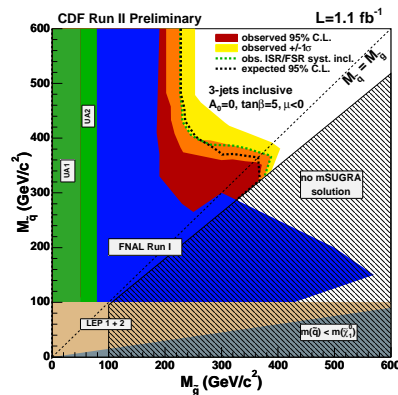 CDF Run II Preliminary L=1.1 fb⁻¹
600
500
400
300
200
100
0
M_q̃ (GeV/c²)
observed 95% C.L.
observed +/-1σ
obs. ISR/FSR syst. incl.
expected 95% C.L.
3-jets inclusive
A₀=0, tanβ=5, μ<0
M_q̃ = M_g̃
UA1
UA2
FNAL Run I
no mSUGRA
solution
LEP 1 + 2
m(q̃) < m(χ̃⁰₁)
0 100 200 300 400 500 600
M_g̃ (GeV/c²)